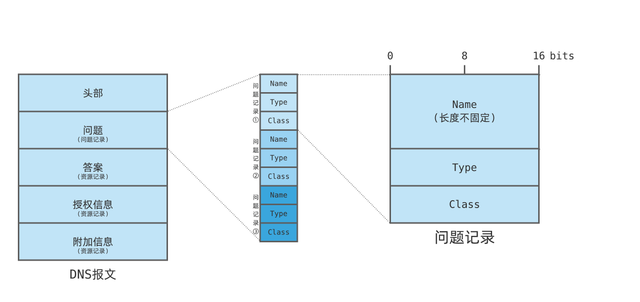 0 8 16 bits
头部
问题
(问题记录)
答案
(资源记录)
授权信息
(资源记录)
附加信息
(资源记录)
DNS报文
问题记录①
Name
Type
Class
问题记录②
Name
Type
Class
问题记录③
Name
Type
Class
Name
(长度不固定)
Type
Class
问题记录